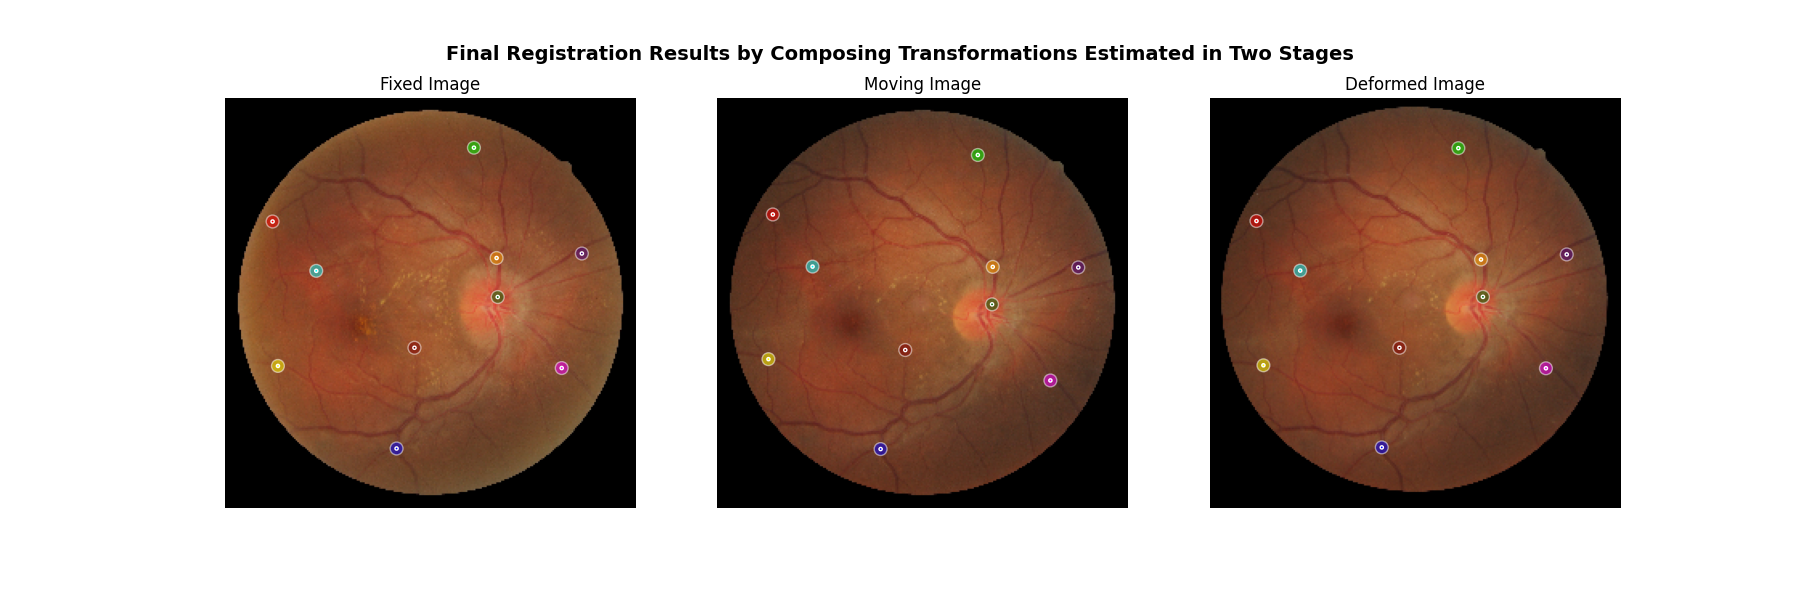 Final Registration Results by Composing Transformations Estimated in Two Stages
Fixed Image
Moving Image
Deformed Image